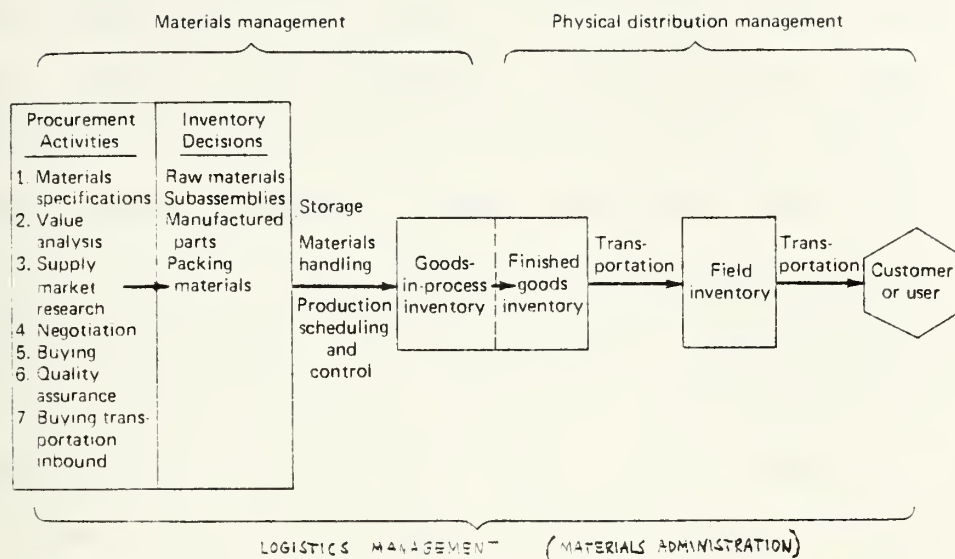 Materials management
Physical distribution management
Procurement
Activities
1. Materials
specifications
2. Value
analysis
3. Supply
market
research
4 Negotiation
5. Buying
6. Quality
assurance
7 Buying trans-
portation
inbound
Inventory
Decisions
Raw materials
Subassemblies
Manufactured
parts
Packing
materials
Storage
Materials
handling
Production
scheduling
and
control
Goods-
in-process
inventory
Finished
goods
inventory
Trans-
portation
Field
inventory
Trans-
portation
Customer
or user
LOGISTICS MANAGEMENT (MATERIALS ADMINISTRATION)